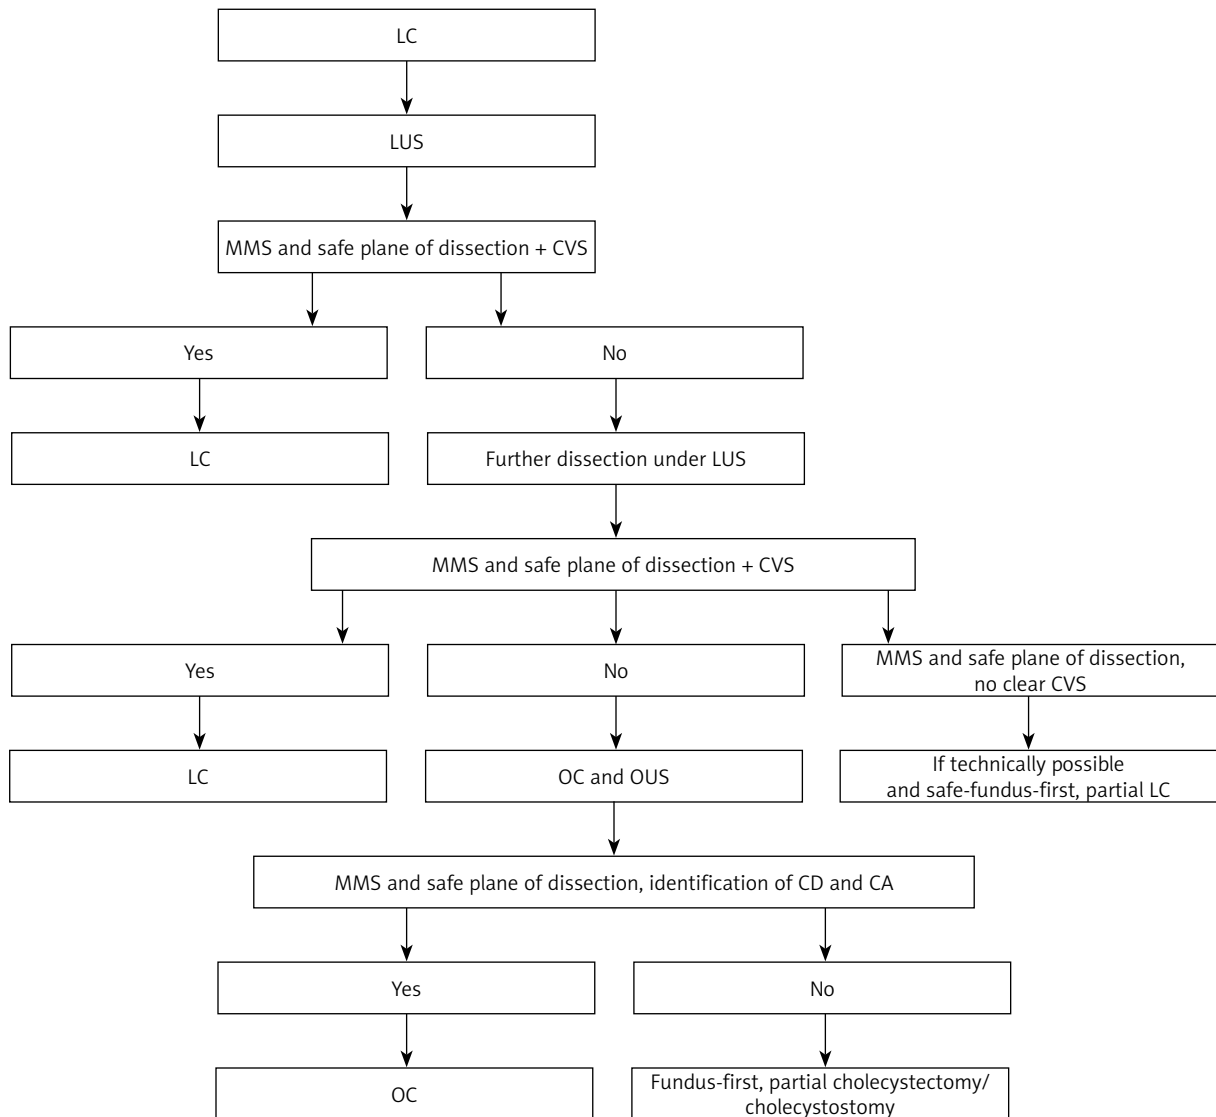 LC
LUS
MMS and safe plane of dissection + CVS
Yes
No
LC
Further dissection under LUS
MMS and safe plane of dissection + CVS
Yes
No
MMS and safe plane of dissection,
no clear CVS
LC
OC and OUS
If technically possible
and safe-fundus-first, partial LC
MMS and safe plane of dissection, identification of CD and CA
Yes
No
OC
Fundus-first, partial cholecystectomy/
cholecystostomy